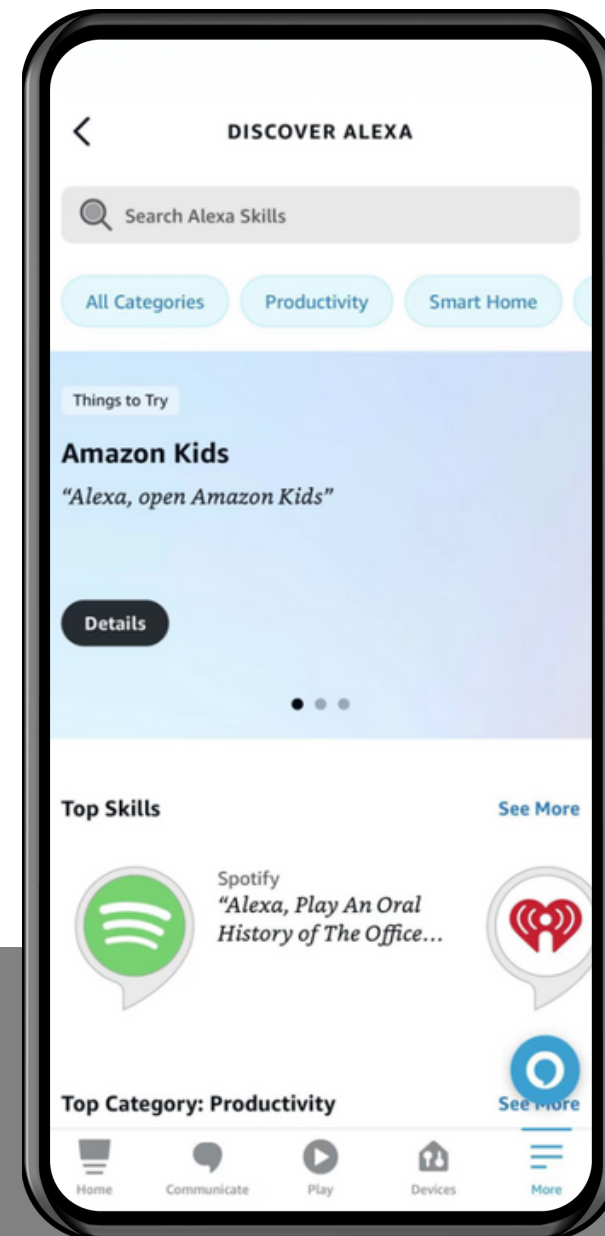 DISCOVER ALEXA
Search Alexa Skills
All Categories Productivity Smart Home
Things to Try
Amazon Kids
“Alexa, open Amazon Kids”
Details
Top Skills See More
Spotify
“Alexa, Play An Oral
History of The Office...
Top Category: Productivity See More
Home Communicate Play Devices More